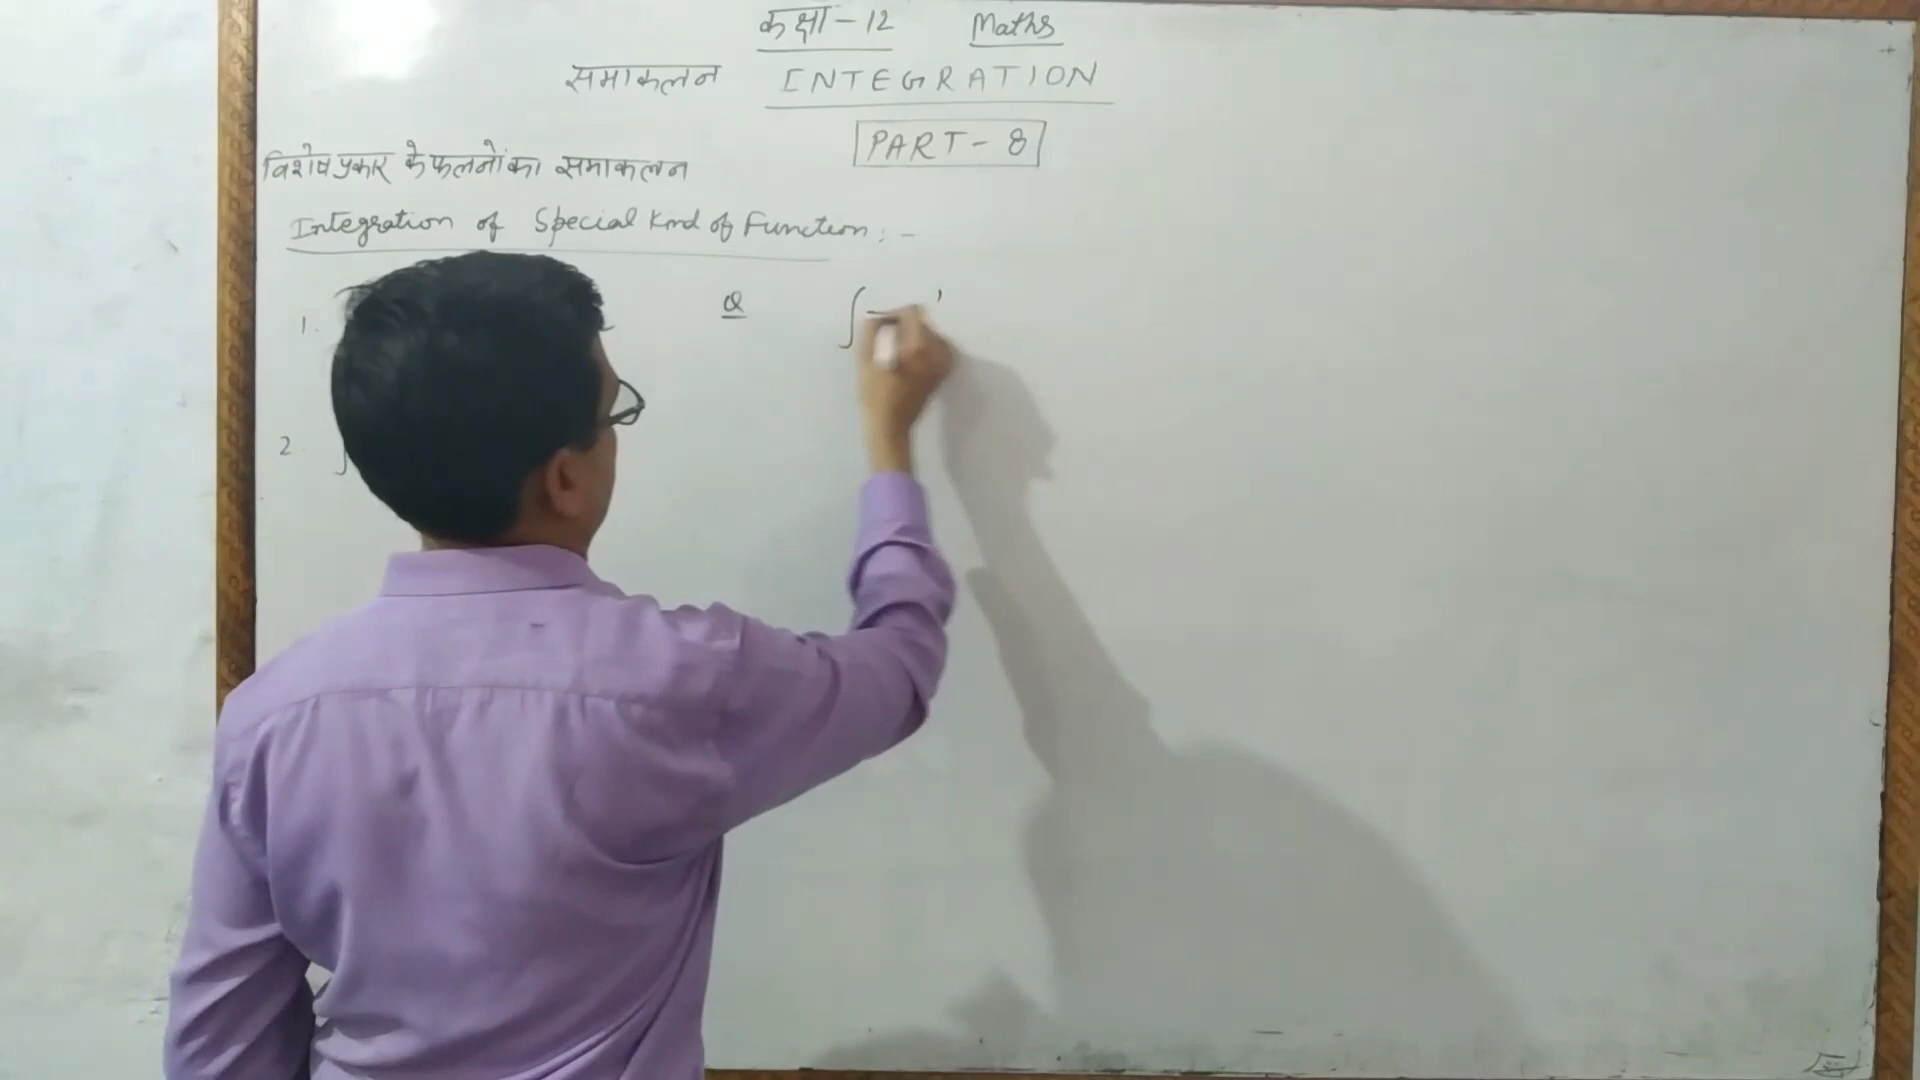 कक्षा - 12 Maths
समाकलन INTEGRATION
PART - 8
विशेष प्रकार के फलनों का समाकलन
Integration of Special Kind of Function : -
1.
Q ∫
2. ∫